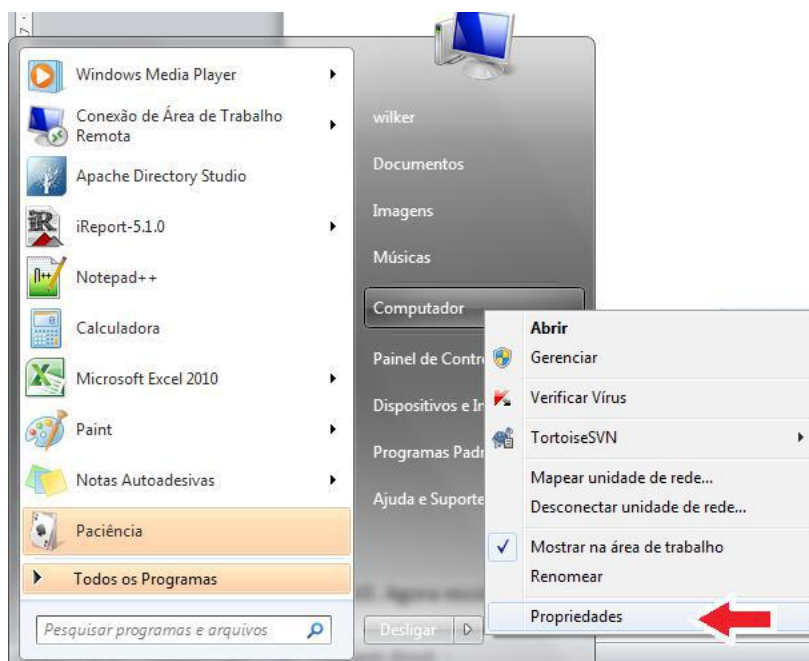 Windows Media Player
Conexão de Área de Trabalho
Remota
Apache Directory Studio
iReport-5.1.0
Notepad++
Calculadora
Microsoft Excel 2010
Paint
Notas Autoadesivas
Paciência
Todos os Programas
Pesquisar programas e arquivos
wilker
Documentos
Imagens
Músicas
Computador
Painel de Contr
Dispositivos e I
Programas Padr
Ajuda e Suporte
Desligar
Abrir
Gerenciar
Verificar Vírus
TortoiseSVN
Mapear unidade de rede...
Desconectar unidade de rede...
Mostrar na área de trabalho
Renomear
Propriedades